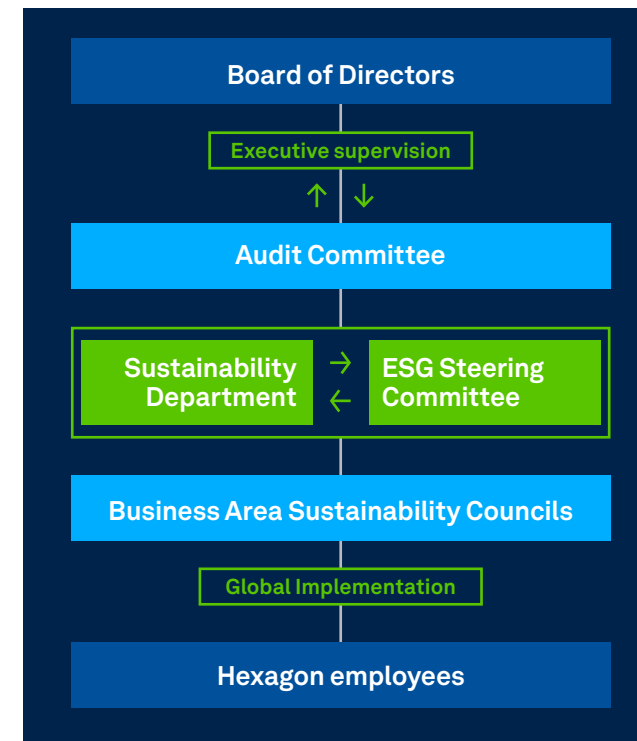 Board of Directors
Executive supervision
↑ ↓
Audit Committee
Sustainability
Department
→
←
ESG Steering
Committee
Business Area Sustainability Councils
Global Implementation
Hexagon employees